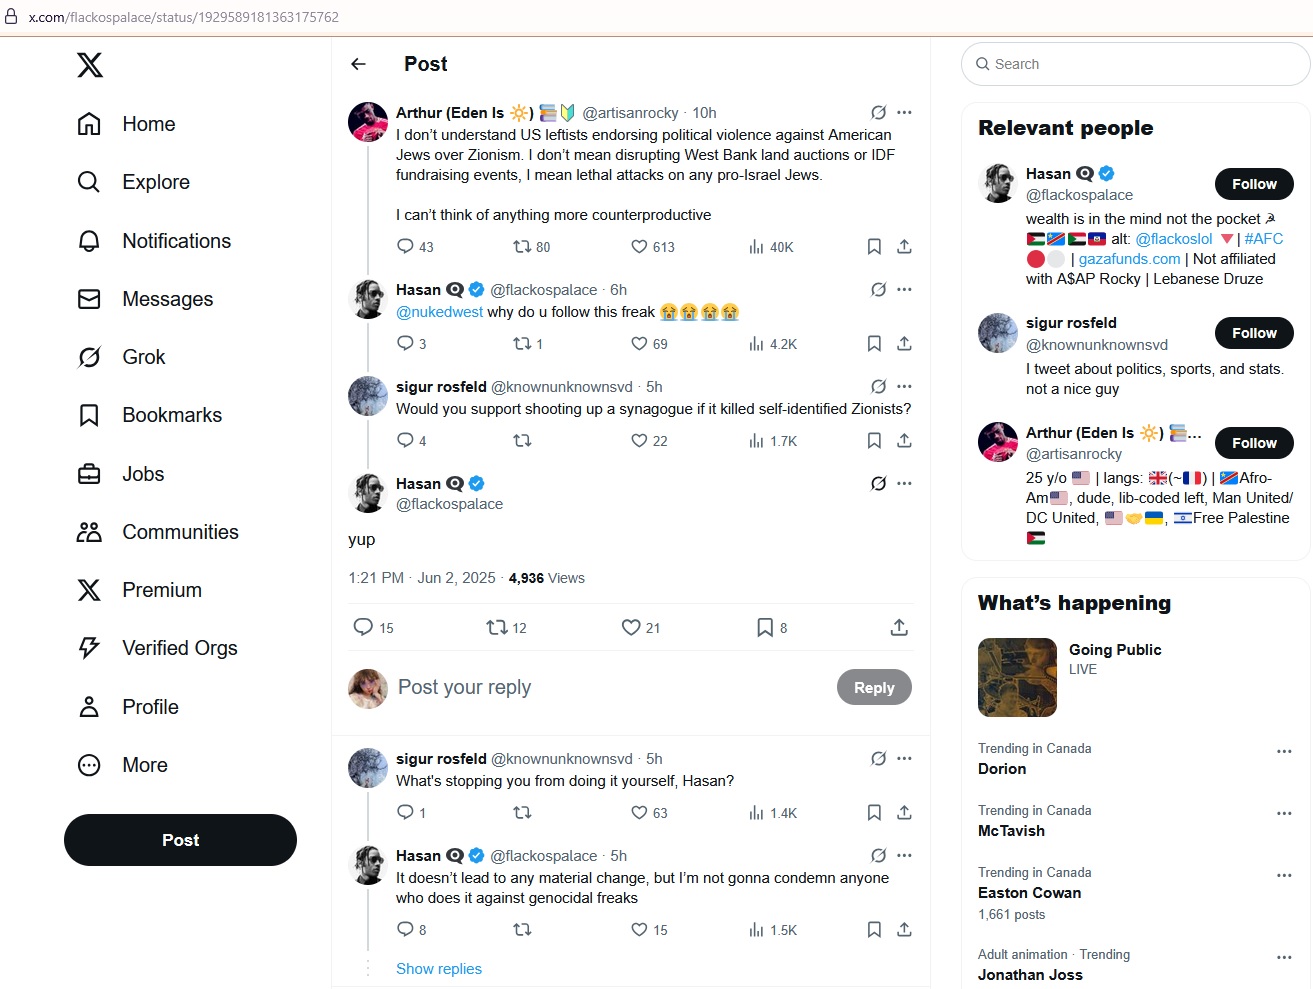 x.com/flackospalace/status/1929589181363175762
Home
Explore
Notifications
Messages
Grok
Bookmarks
Jobs
Communities
Premium
Verified Orgs
Profile
More
Post
Post
Arthur (Eden Is ☀️) 📚🔰 @artisanrocky · 10h
I don’t understand US leftists endorsing political violence against American
Jews over Zionism. I don’t mean disrupting West Bank land auctions or IDF
fundraising events, I mean lethal attacks on any pro-Israel Jews.
I can’t think of anything more counterproductive
43 80 613 40K
Hasan @flackospalace · 6h
@nukedwest why do u follow this freak 😭😭😭😭
3 1 69 4.2K
sigur rosfeld @knownunknownsvd · 5h
Would you support shooting up a synagogue if it killed self-identified Zionists?
4 22 1.7K
Hasan
@flackospalace
yup
1:21 PM · Jun 2, 2025 · 4,936 Views
15 12 21 8
Post your reply
Reply
sigur rosfeld @knownunknownsvd · 5h
What's stopping you from doing it yourself, Hasan?
1 63 1.4K
Hasan @flackospalace · 5h
It doesn’t lead to any material change, but I’m not gonna condemn anyone
who does it against genocidal freaks
8 15 1.5K
Show replies
Search
Relevant people
Hasan
Follow
@flackospalace
wealth is in the mind not the pocket ☭
🇵🇸🇨🇩🇸🇩🇭🇹 alt: @flackoslol 🔻| #AFC
🔴⚪ | gazafunds.com | Not affiliated
with A$AP Rocky | Lebanese Druze
sigur rosfeld
Follow
@knownunknownsvd
I tweet about politics, sports, and stats.
not a nice guy
Arthur (Eden Is ☀️) 📚...
Follow
@artisanrocky
25 y/o 🇺🇸 | langs: 🇬🇧(~🇫🇷) | 🇨🇩Afro-
Am🇺🇸, dude, lib-coded left, Man United/
DC United, 🇺🇸🤝🇺🇦, 🇮🇱Free Palestine
🇵🇸
What’s happening
Going Public
LIVE
Trending in Canada
Dorion
Trending in Canada
McTavish
Trending in Canada
Easton Cowan
1,661 posts
Adult animation · Trending
Jonathan Joss